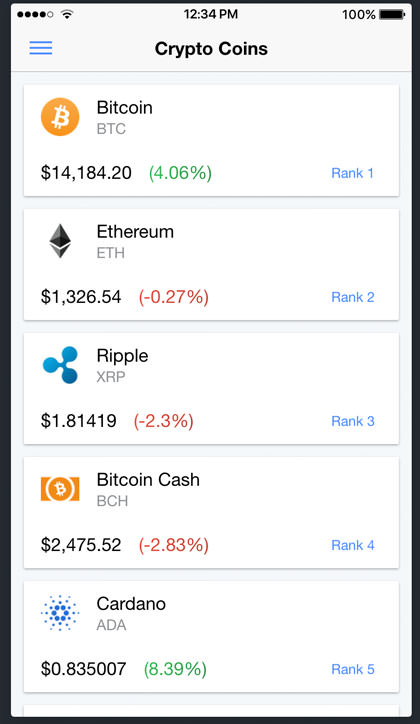 12:34 PM 100%
Crypto Coins
Bitcoin
BTC
$14,184.20 (4.06%) Rank 1
Ethereum
ETH
$1,326.54 (-0.27%) Rank 2
Ripple
XRP
$1.81419 (-2.3%) Rank 3
Bitcoin Cash
BCH
$2,475.52 (-2.83%) Rank 4
Cardano
ADA
$0.835007 (8.39%) Rank 5